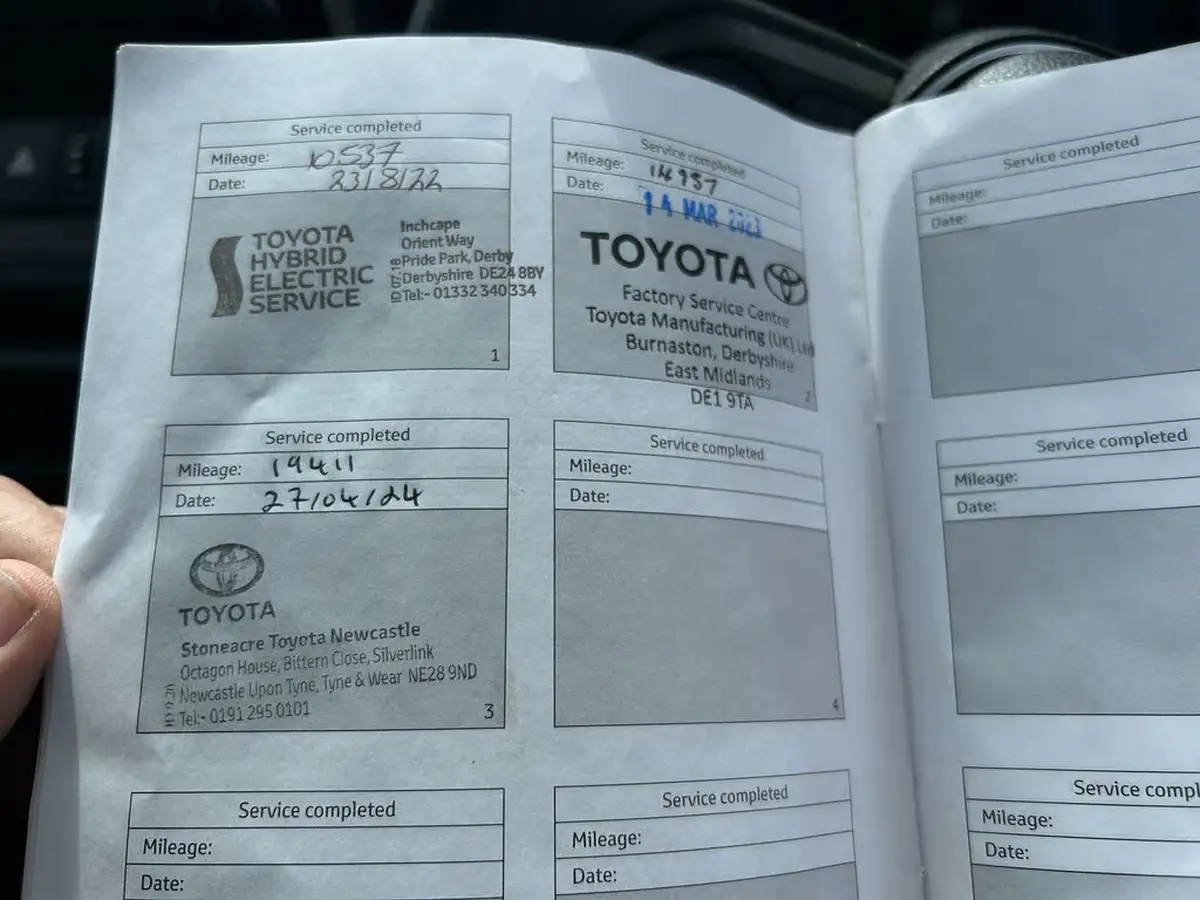 Service completed
Mileage: 10537
Date: 23/8/22
TOYOTA
HYBRID
ELECTRIC
SERVICE
Inchcape
Orient Way
Pride Park, Derby
Derbyshire DE24 8BY
Tel:- 01332 340 334
1
Service completed
Mileage: 14937
Date: 14 MAR 2023
TOYOTA
Factory Service Centre
Toyota Manufacturing (UK) Ltd
Burnaston, Derbyshire
East Midlands
DE1 9TA
2
Service completed
Mileage:
Date:
Service completed
Mileage: 19411
Date: 27/04/24
TOYOTA
Stoneacre Toyota Newcastle
Octagon House, Bittern Close, Silverlink
Newcastle Upon Tyne, Tyne & Wear NE28 9ND
Tel:- 0191 295 0101
3
Service completed
Mileage:
Date:
4
Service completed
Mileage:
Date:
Service completed
Mileage:
Date:
Service completed
Mileage:
Date:
Service compl
Mileage:
Date: